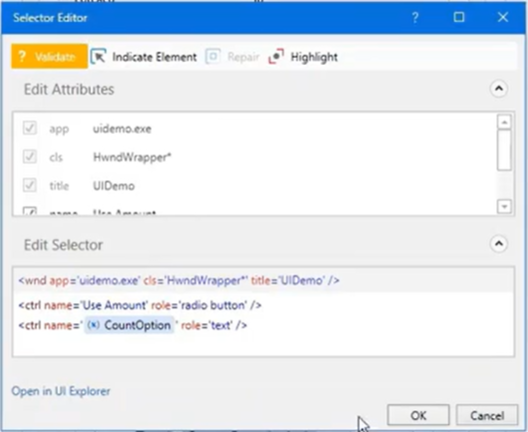 Selector Editor
? Validate Indicate Element Repair Highlight
Edit Attributes
app uidemo.exe
cls HwndWrapper*
title UIDemo
name Use Amount
Edit Selector
<wnd app='uidemo.exe' cls='HwndWrapper*' title='UIDemo' />
<ctrl name='Use Amount' role='radio button' />
<ctrl name=' (x) CountOption ' role='text' />
Open in UI Explorer
OK Cancel